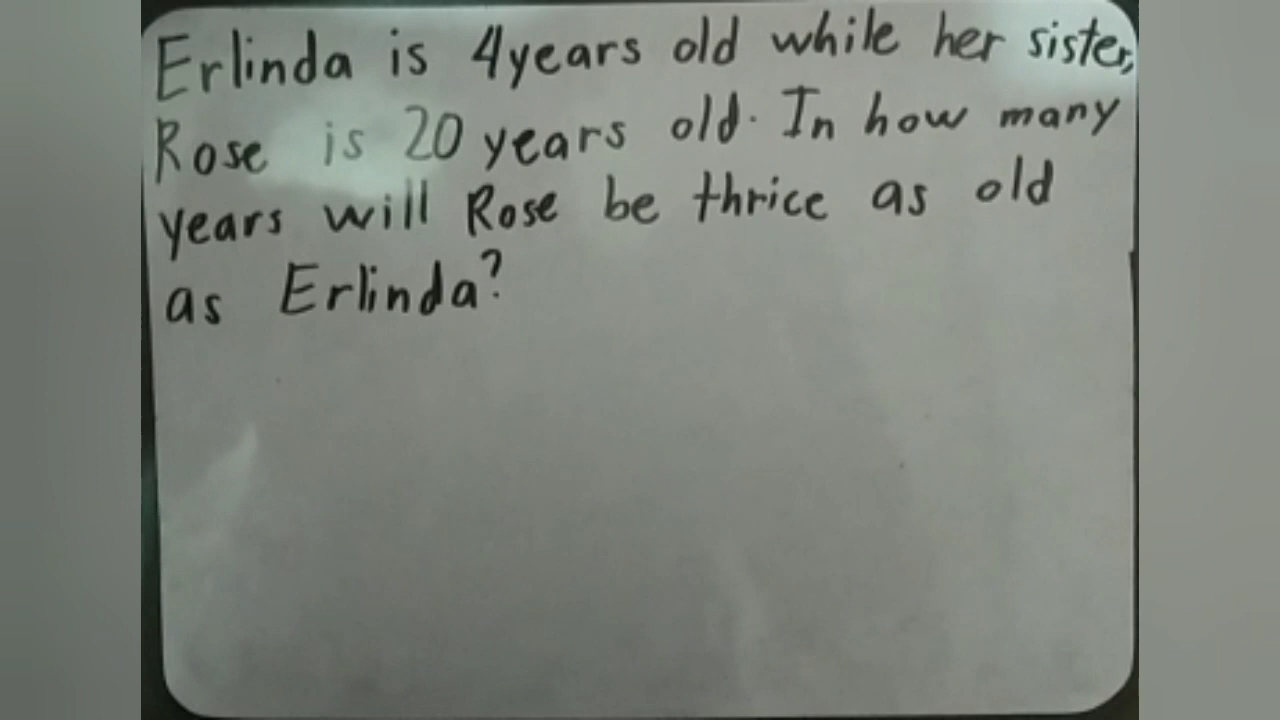 Erlinda is 4years old while her sister,
Rose is 20 years old. In how many
years will Rose be thrice as old
as Erlinda?